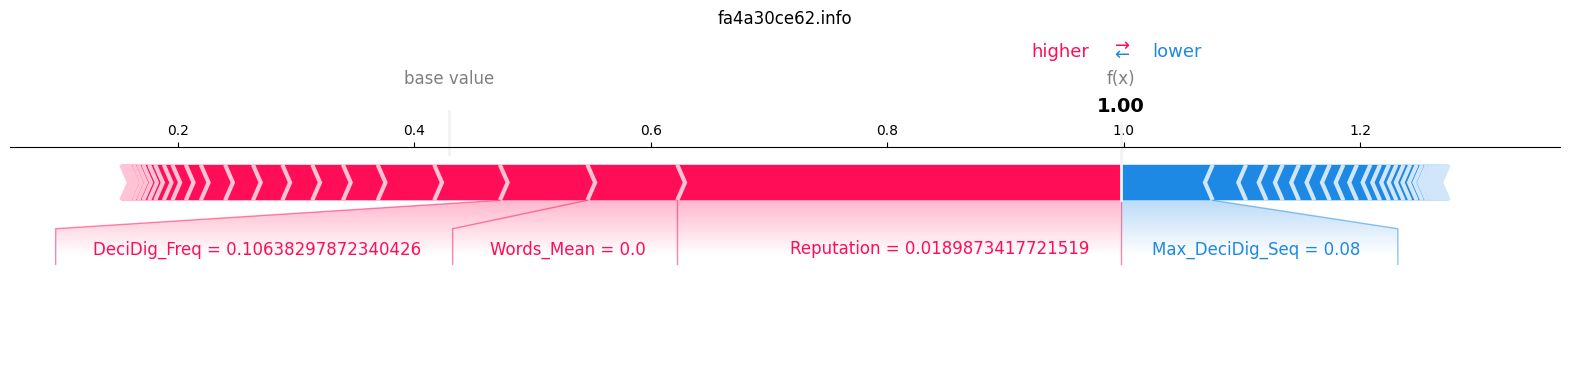 fa4a30ce62.info
higher → ← lower
base value f(x)
1.00
0.2 0.4 0.6 0.8 1.0 1.2
DeciDig_Freq = 0.10638297872340426 Words_Mean = 0.0 Reputation = 0.0189873417721519 Max_DeciDig_Seq = 0.08